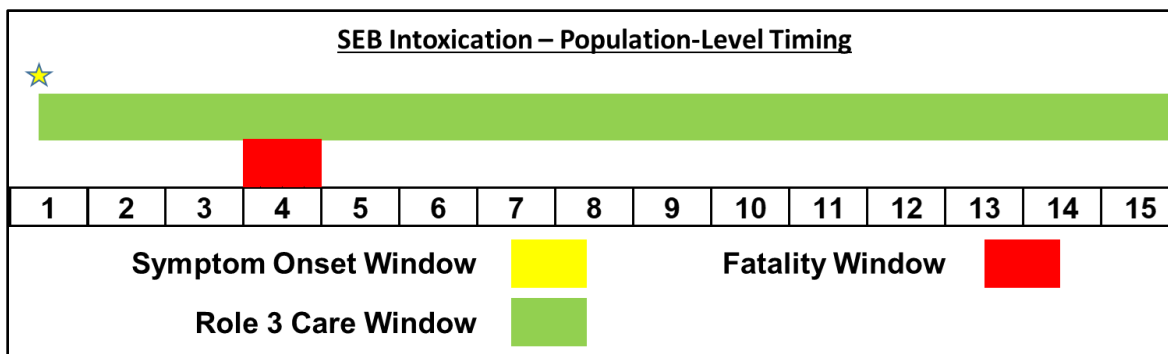 SEB Intoxication – Population-Level Timing
1 2 3 4 5 6 7 8 9 10 11 12 13 14 15
Symptom Onset Window Fatality Window
Role 3 Care Window